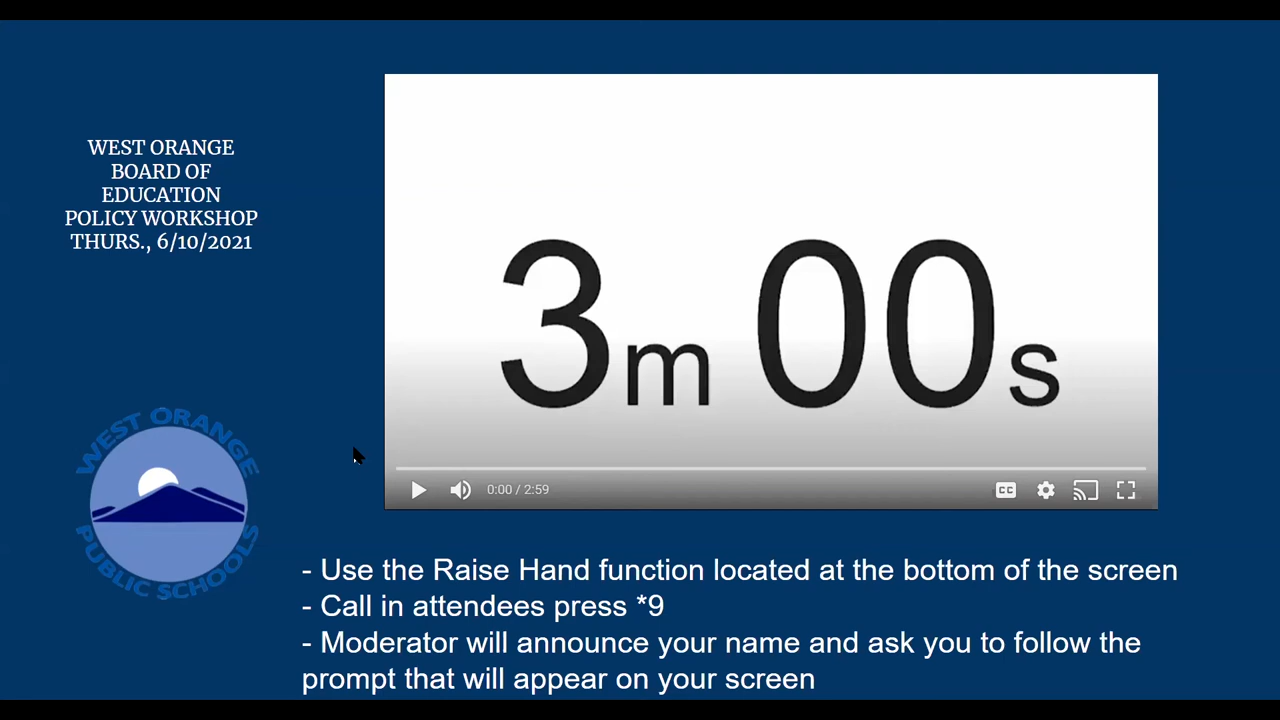 WEST ORANGE
BOARD OF
EDUCATION
POLICY WORKSHOP
THURS., 6/10/2021
3m 00s
0:00 / 2:59
CC
WEST ORANGE
PUBLIC SCHOOLS
- Use the Raise Hand function located at the bottom of the screen
- Call in attendees press *9
- Moderator will announce your name and ask you to follow the
prompt that will appear on your screen